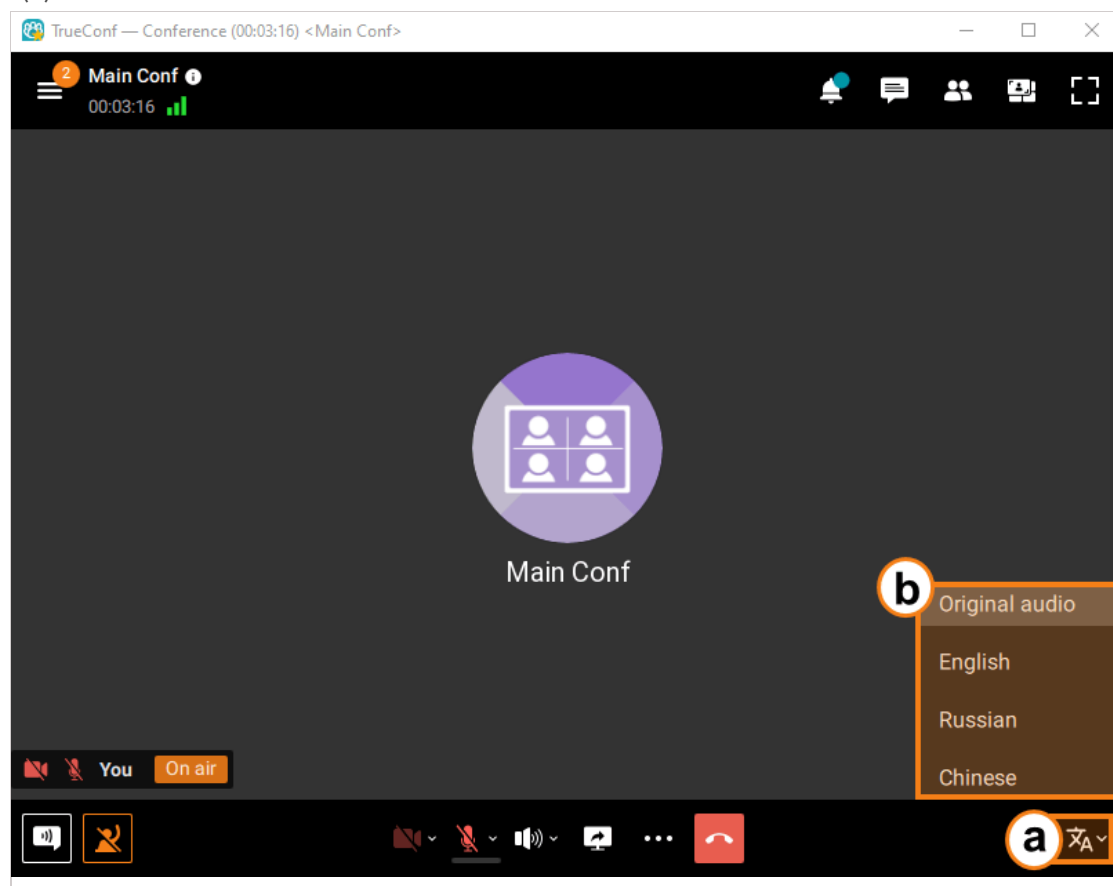 TrueConf — Conference (00:03:16) <Main Conf>
2
Main Conf
00:03:16
Main Conf
b
Original audio
English
Russian
Chinese
You
On air
a